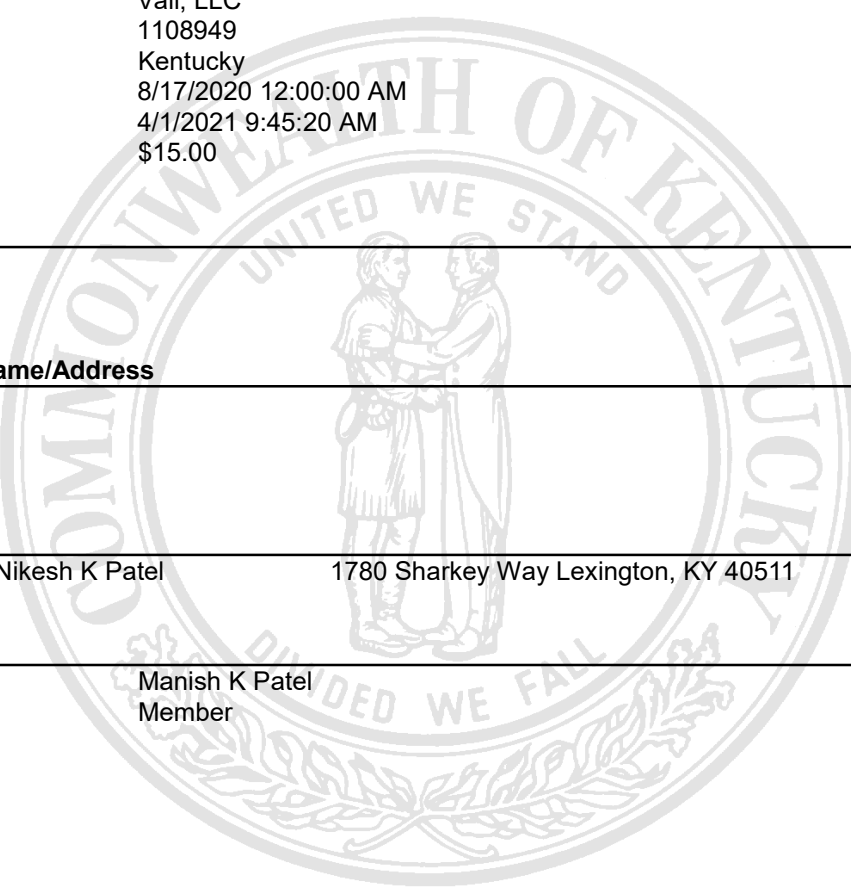 LLC
1108949
Kentucky
8/17/2020 12:00:00 AM
4/1/2021 9:45:20 AM
$15.00
COMMONWEALTH OF KENTUCKY
UNITED WE STAND
ame/Address
Nikesh K Patel 1780 Sharkey Way Lexington, KY 40511
Manish K Patel
Member
DIVIDED WE FALL